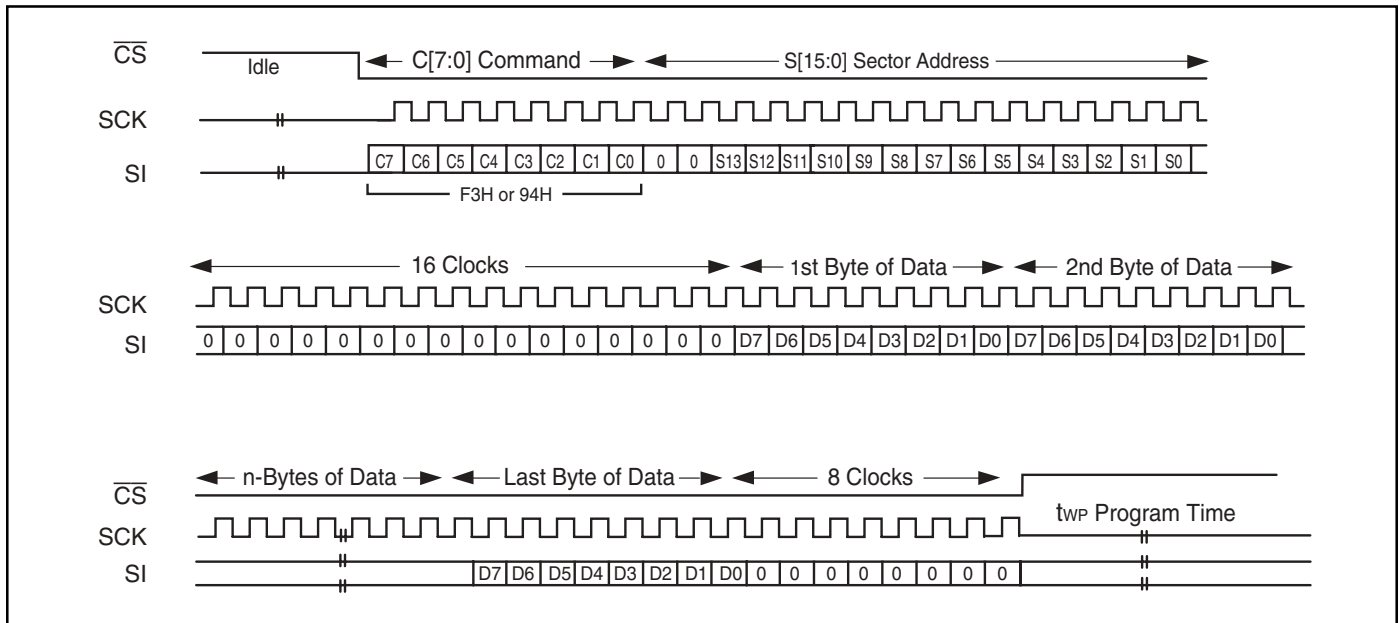 CS Idle C[7:0] Command S[15:0] Sector Address
SCK
SI C7 C6 C5 C4 C3 C2 C1 C0 0 0 S13 S12 S11 S10 S9 S8 S7 S6 S5 S4 S3 S2 S1 S0
F3H or 94H
16 Clocks 1st Byte of Data 2nd Byte of Data
SCK
SI 0 0 0 0 0 0 0 0 0 0 0 0 0 0 0 0 D7 D6 D5 D4 D3 D2 D1 D0 D7 D6 D5 D4 D3 D2 D1 D0
n-Bytes of Data Last Byte of Data 8 Clocks
CS
SCK tWP Program Time
SI D7 D6 D5 D4 D3 D2 D1 D0 0 0 0 0 0 0 0 0